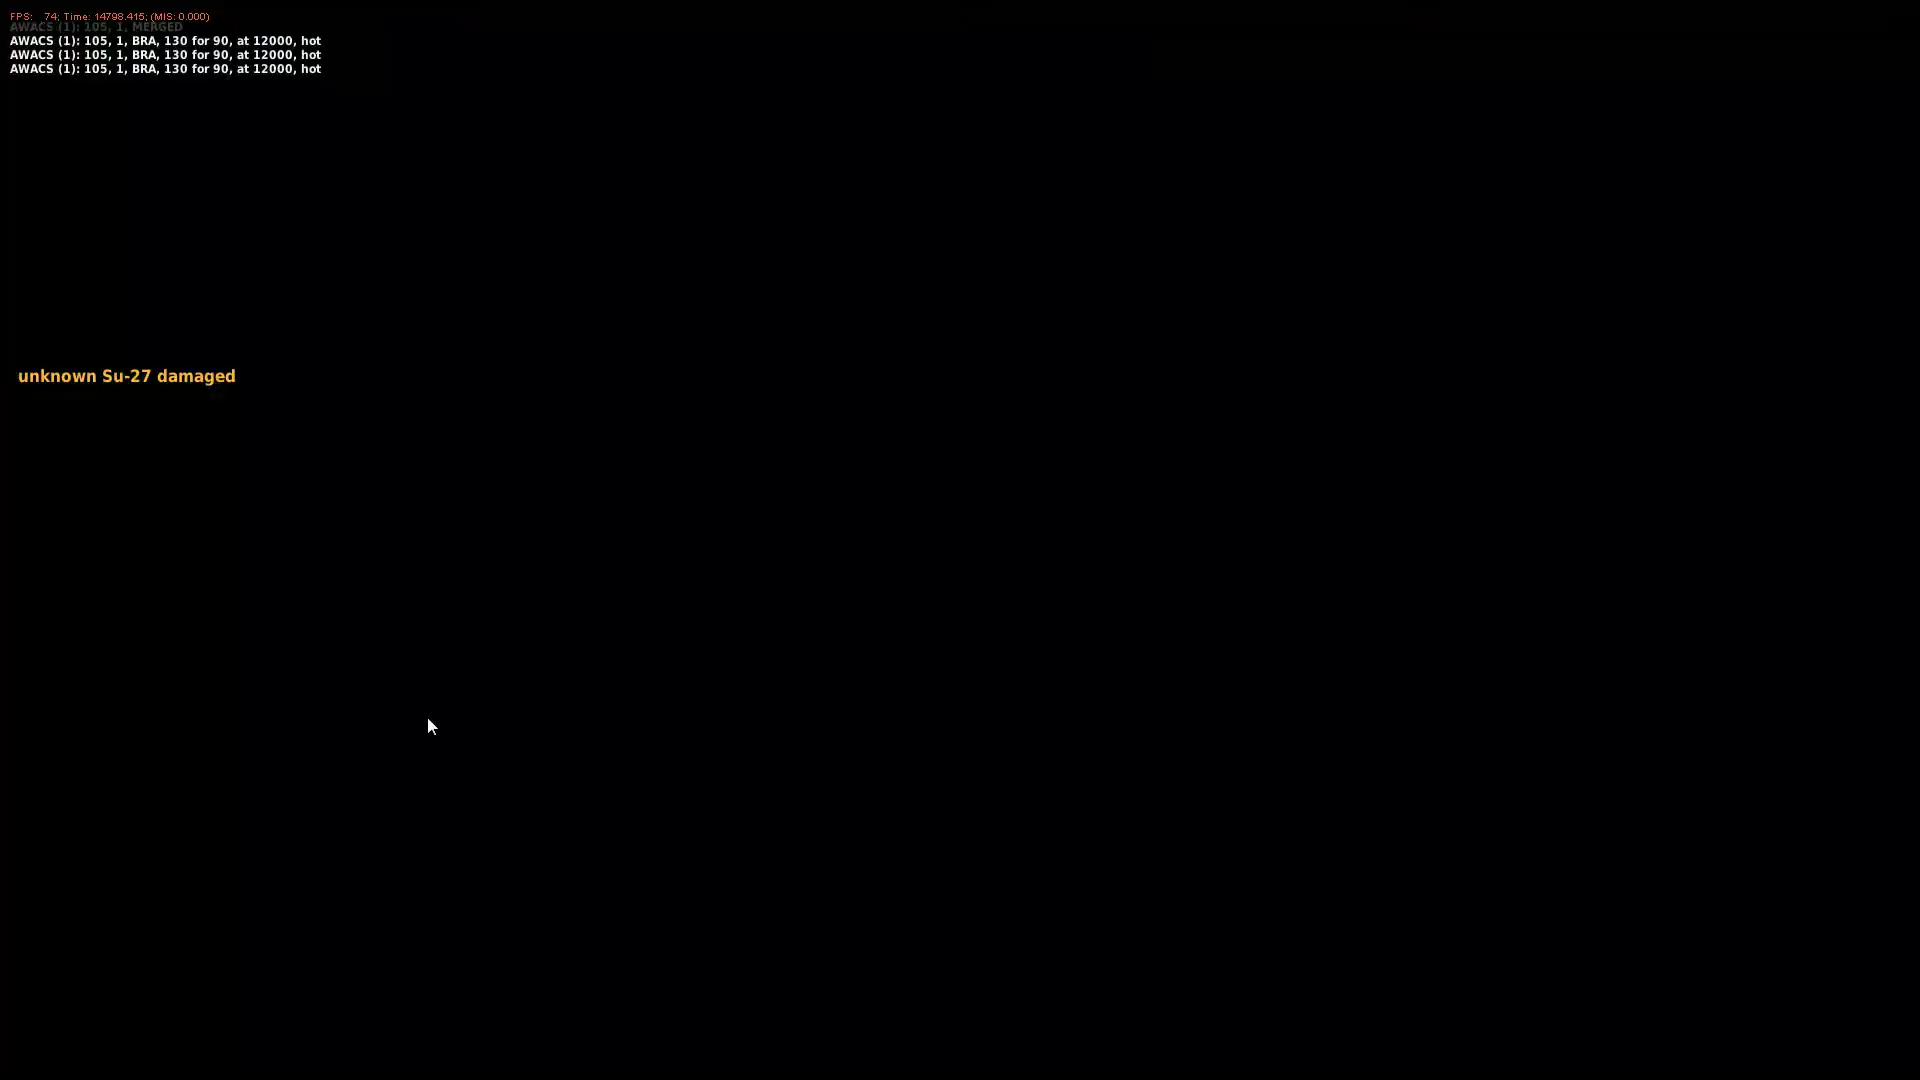 FPS: 74; Time: 14798.415; (MIS: 0.000)
AWACS (1): 105, 1, MERGED
AWACS (1): 105, 1, BRA, 130 for 90, at 12000, hot
AWACS (1): 105, 1, BRA, 130 for 90, at 12000, hot
AWACS (1): 105, 1, BRA, 130 for 90, at 12000, hot
unknown Su-27 damaged